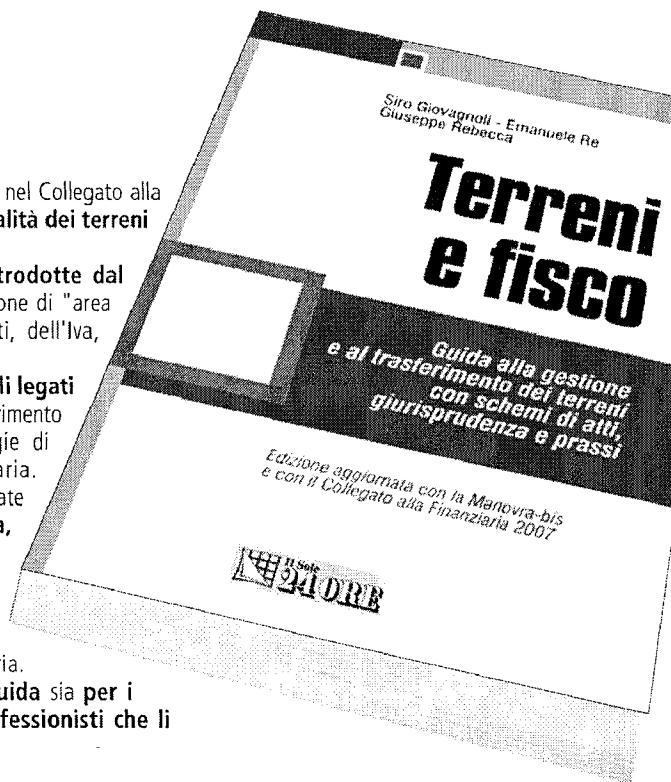 nel Collegato alla
alità dei terreni
trodotte dal
one di "area
ti, dell'Iva,
li legati
rimento
gie di
aria.
ate
a,
ria.
uida sia per i
fessionisti che li
Siro Giovagnoli - Emanuele Re
Giuseppe Rebecca
Terreni
e fisco
Guida alla gestione
e al trasferimento dei terreni
con schemi di atti,
giurisprudenza e prassi
Edizione aggiornata con la Manovra-bis
e con il Collegato alla Finanziaria 2007
Il Sole
24 ORE